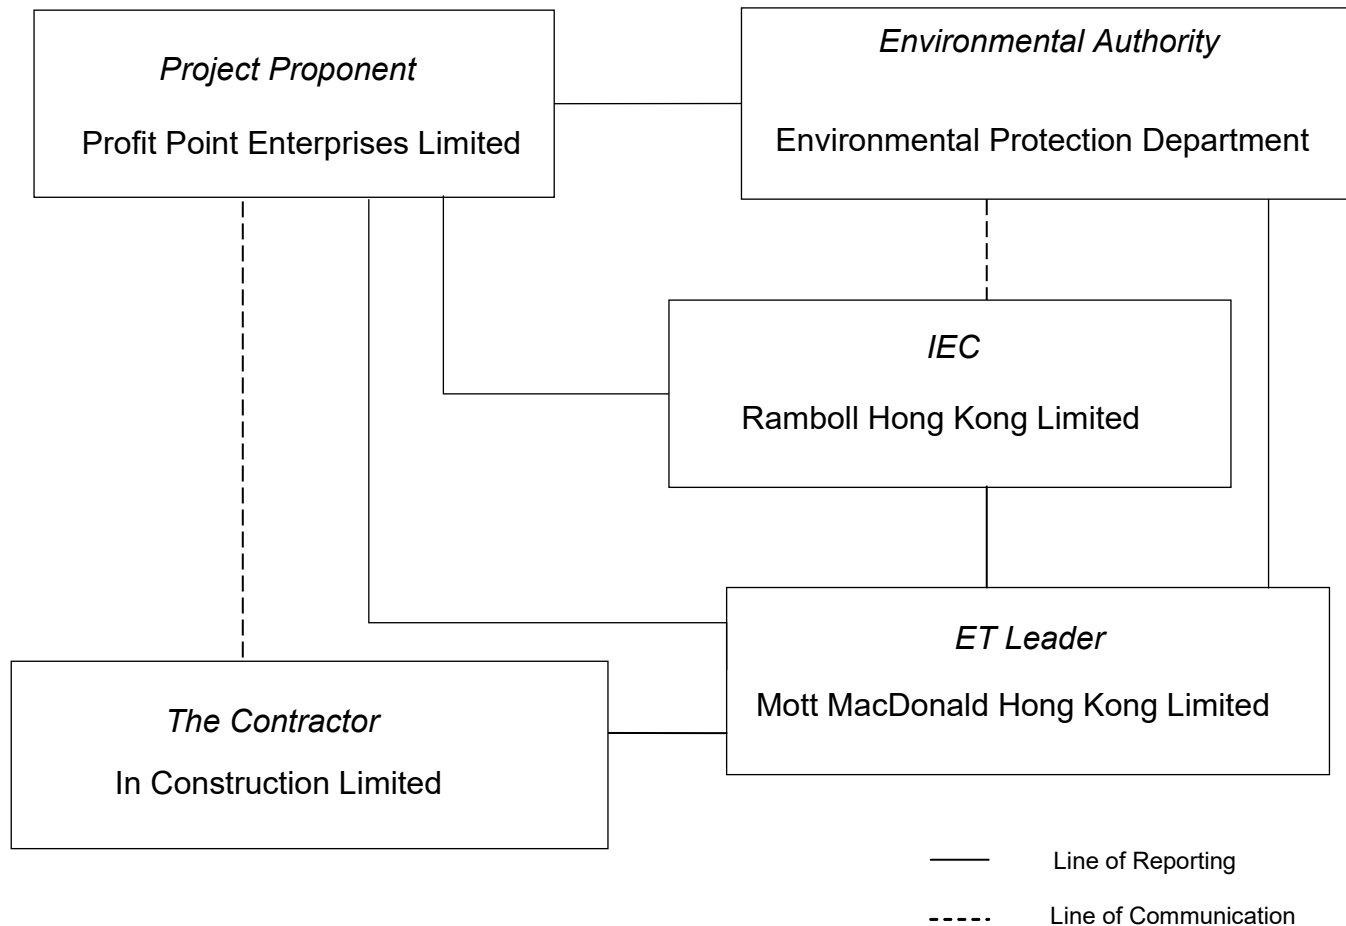 Project Proponent
Profit Point Enterprises Limited
Environmental Authority
Environmental Protection Department
IEC
Ramboll Hong Kong Limited
ET Leader
Mott MacDonald Hong Kong Limited
The Contractor
In Construction Limited
Line of Reporting
Line of Communication